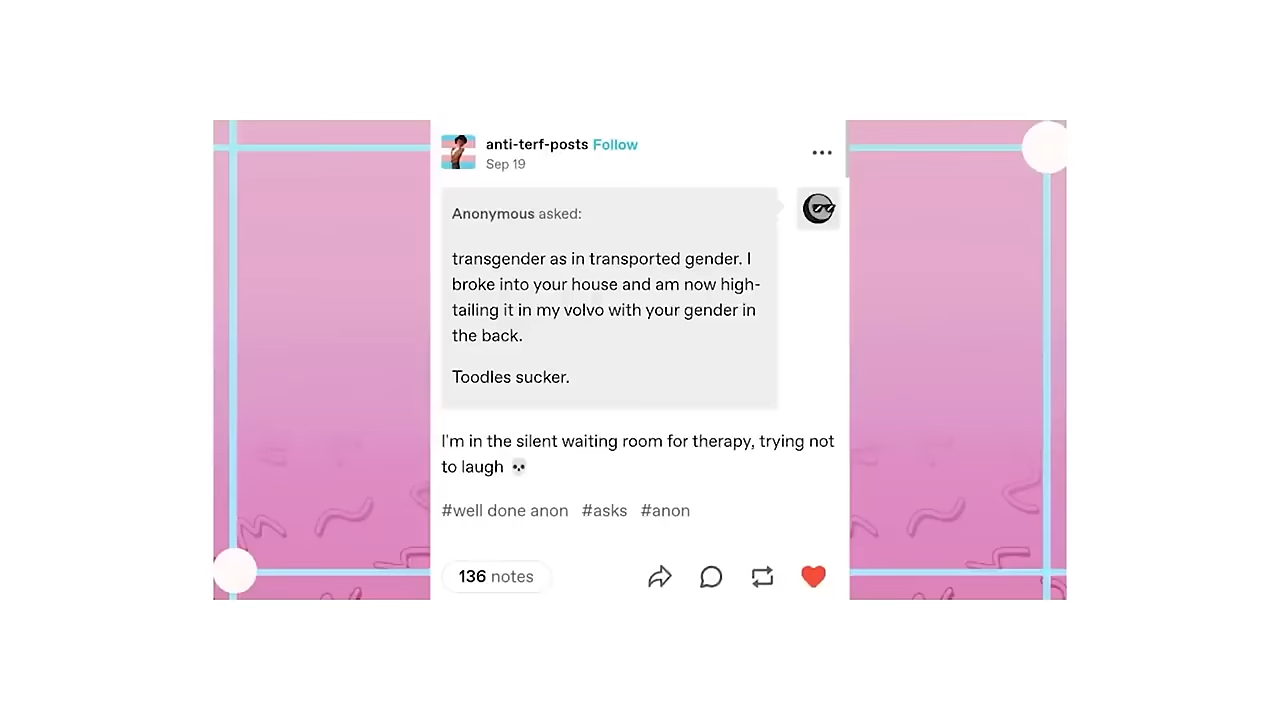 anti-terf-posts Follow
Sep 19
Anonymous asked:
transgender as in transported gender. I
broke into your house and am now high-
tailing it in my volvo with your gender in
the back.
Toodles sucker.
I'm in the silent waiting room for therapy, trying not
to laugh 💀
#well done anon #asks #anon
136 notes